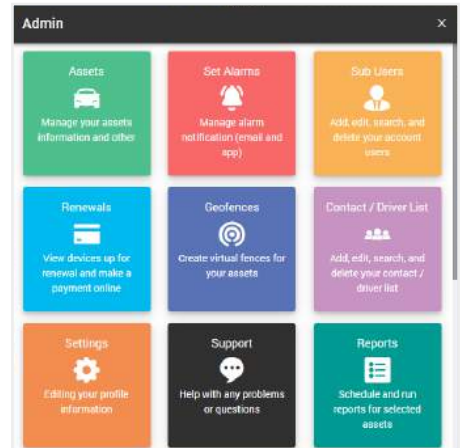 Admin
x
Assets
Manage your assets
information and other
Set Alarms
Manage alarm
notification (email and
app)
Sub Users
Add, edit, search, and
delete your account
users
Renewals
View devices up for
renewal and make a
payment online
Geofences
Create virtual fences for
your assets
Contact / Driver List
Add, edit, search, and
delete your contact /
driver list
Settings
Editing your profile
information
Support
Help with any problems
or questions
Reports
Schedule and run
reports for selected
assets